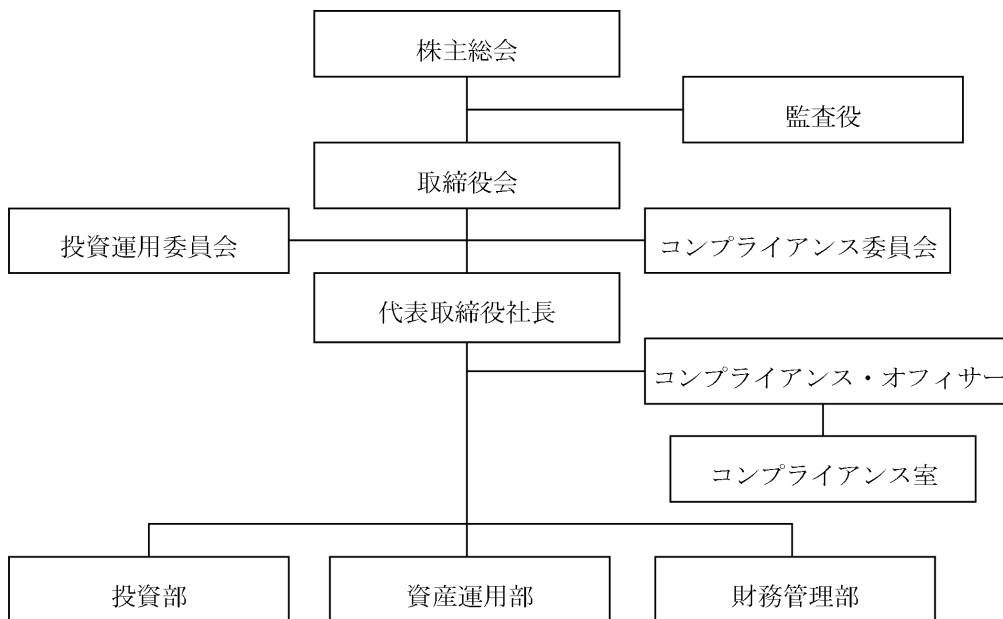 株主総会
監査役
取締役会
投資運用委員会
コンプライアンス委員会
代表取締役社長
コンプライアンス・オフィサー
コンプライアンス室
投資部
資産運用部
財務管理部